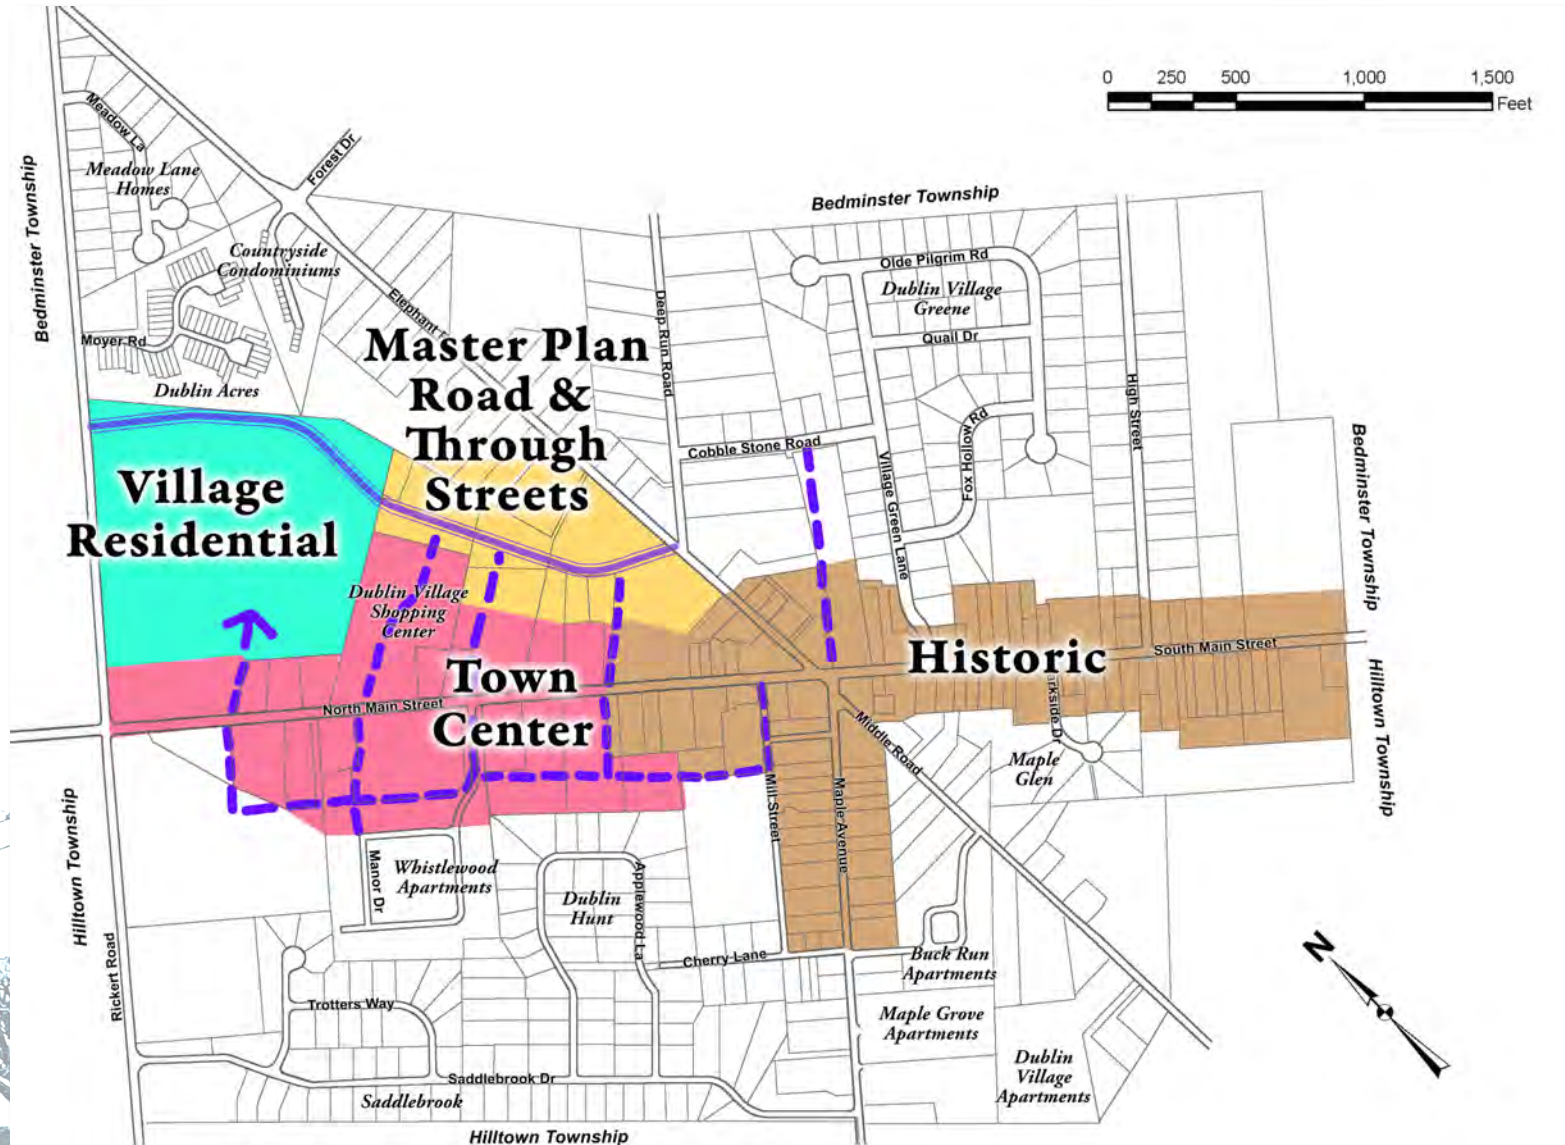 0 250 500 1,000 1,500
Feet
Meadow La
Forest Dr
Meadow Lane
Homes
Bedminster Township
Bedminster Township
Countryside
Condominiums
Olde Pilgrim Rd
Dublin Village
Greene
Elephant
Deep Run Road
Moyer Rd
Quail Dr
Master Plan
Road &
Through
Streets
Dublin Acres
High Street
Cobble Stone Road
Fox Hollow Rd
Village Green Lane
Bedminster Township
Village
Residential
Dublin Village
Shopping
Center
Historic
South Main Street
Town
Center
North Main Street
arkside Dr
Hilltown Township
Middle Road
Maple
Glen
Mill Street
Maple Avenue
Hilltown Township
Manor Dr
Whistlewood
Apartments
Dublin
Hunt
Applewood La
Cherry Lane
Buck Run
Apartments
N
Rickert Road
Trotters Way
Maple Grove
Apartments
Dublin
Village
Apartments
Saddlebrook Dr
Saddlebrook
Hilltown Township